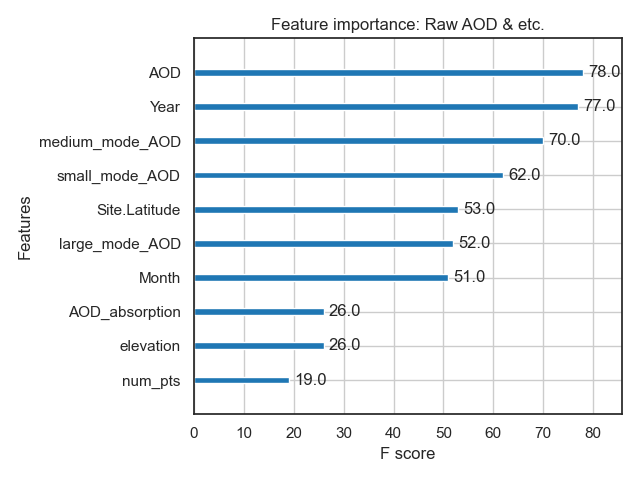 Feature importance: Raw AOD & etc.
Features
AOD 78.0
Year 77.0
medium_mode_AOD 70.0
small_mode_AOD 62.0
Site.Latitude 53.0
large_mode_AOD 52.0
Month 51.0
AOD_absorption 26.0
elevation 26.0
num_pts 19.0
0 10 20 30 40 50 60 70 80
F score